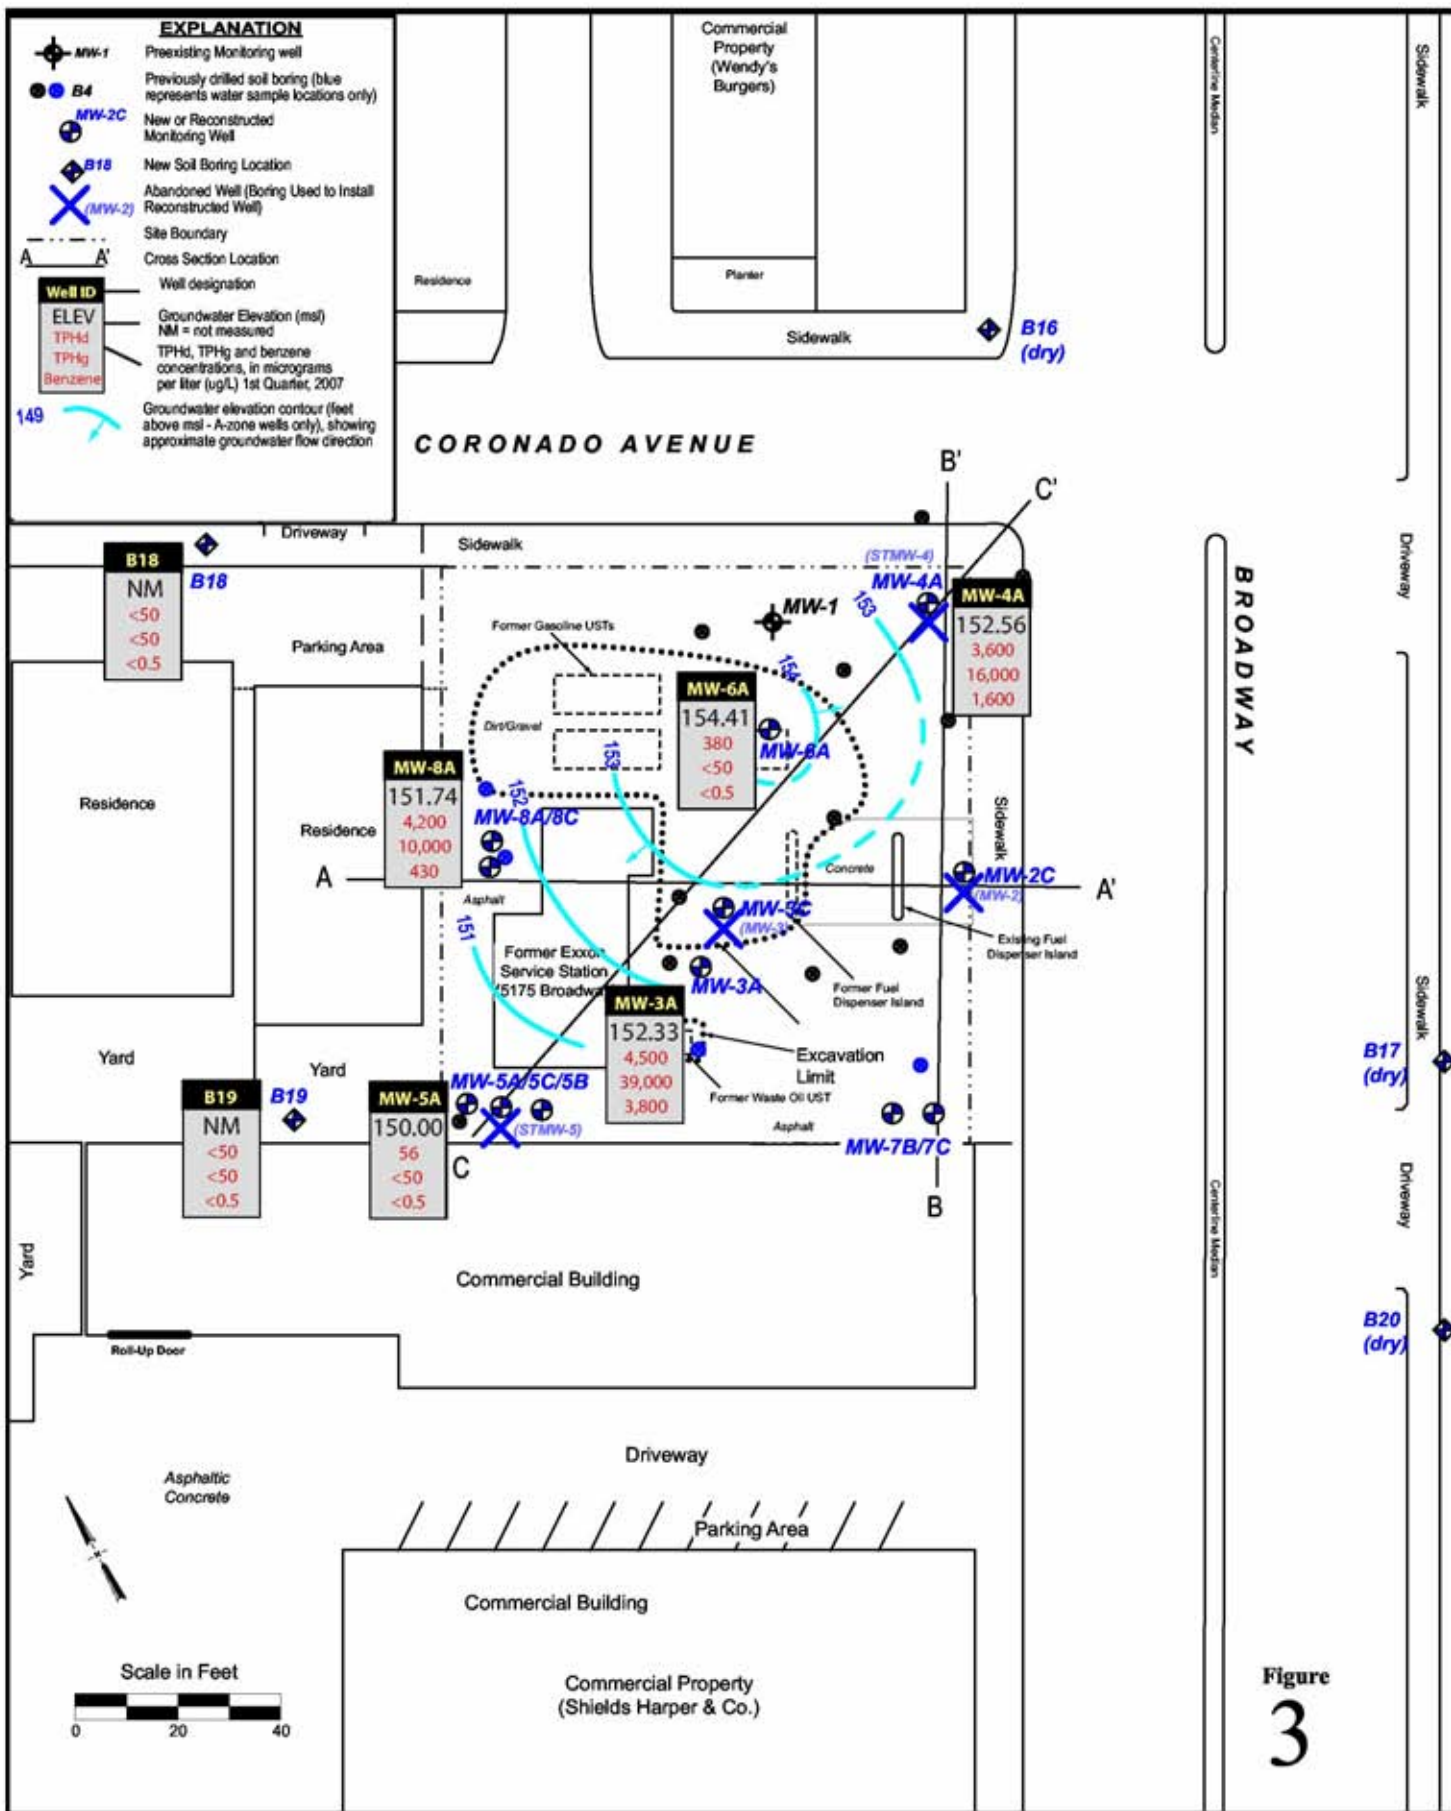 EXPLANATION
MW-1 Preexisting Monitoring well
B4 Previously drilled soil boring (blue
represents water sample locations only)
MW-2C New or Reconstructed
Monitoring Well
B18 New Soil Boring Location
Abandoned Well (Boring Used to Install
(MW-2) Reconstructed Well)
Site Boundary
A A' Cross Section Location
Well ID Well designation
ELEV Groundwater Elevation (msl)
NM = not measured
TPHd
TPHg
Benzene
TPHd, TPHg and benzene
concentrations, in micrograms
per liter (ug/L) 1st Quarter, 2007
149 Groundwater elevation contour (feet
above msl - A-zone wells only), showing
approximate groundwater flow direction
Commercial
Property
(Wendy's
Burgers)
Residence
Planter
Sidewalk
B16
(dry)
Centerline Median
Sidewalk
CORONADO AVENUE
B'
C'
Driveway
Sidewalk
Driveway
BROADWAY
B18
NM
<50
<50
<0.5
B18
(STMW-4)
MW-4A
MW-4A
152.56
3,600
16,000
1,600
MW-1
153
154
Former Gasoline USTs
Parking Area
Dirt/Gravel
MW-6A
154.41
380
<50
<0.5
MW-6A
153
MW-8A
151.74
4,200
10,000
430
152
MW-8A/8C
Residence
Residence
Sidewalk
A
A'
Asphalt
Concrete
MW-2C
(MW-2)
MW-5C
(MW-3)
151
Former Exxon
Service Station
(5175 Broadwa
Existing Fuel
Dispenser Island
MW-3A
Former Fuel
Dispenser Island
MW-3A
152.33
4,500
39,000
3,800
Excavation
Limit
Former Waste Oil UST
Sidewalk
B17
(dry)
Yard
Yard
B19
NM
<50
<50
<0.5
B19
MW-5A
150.00
56
<50
<0.5
MW-5A/5C/5B
(STMW-5)
Asphalt
MW-7B/7C
C
B
Driveway
Centerline Median
Yard
Commercial Building
Roll-Up Door
B20
(dry)
Driveway
Asphaltic
Concrete
Parking Area
Commercial Building
Scale in Feet
0 20 40
Commercial Property
(Shields Harper & Co.)
Figure
3